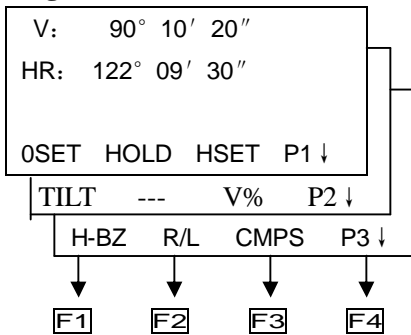 V： 90° 10′ 20″
HR： 122° 09′ 30″
0SET HOLD HSET P1↓
TILT --- V% P2↓
H-BZ R/L CMPS P3↓
F1 F2 F3 F4